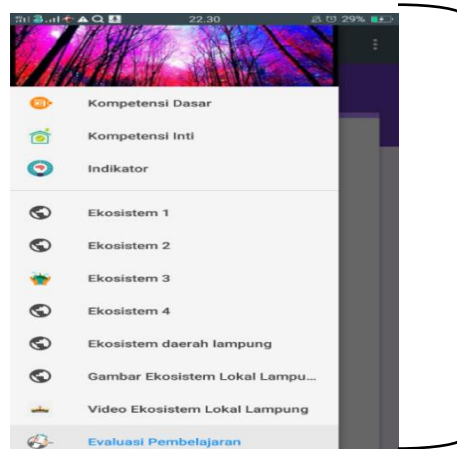 22.30 29%
Kompetensi Dasar
Kompetensi Inti
Indikator
Ekosistem 1
Ekosistem 2
Ekosistem 3
Ekosistem 4
Ekosistem daerah lampung
Gambar Ekosistem Lokal Lampu...
Video Ekosistem Lokal Lampung
Evaluasi Pembelajaran